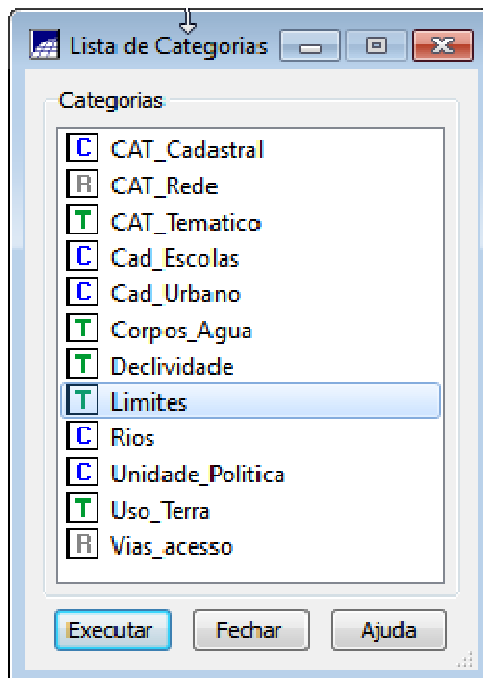 Lista de Categorias
Categorias
C CAT_Cadastral
R CAT_Rede
T CAT_Tematico
C Cad_Escolas
C Cad_Urbano
T Corpos_Agua
T Declividade
T Limites
C Rios
C Unidade_Politica
T Uso_Terra
R Vias_acesso
Executar Fechar Ajuda